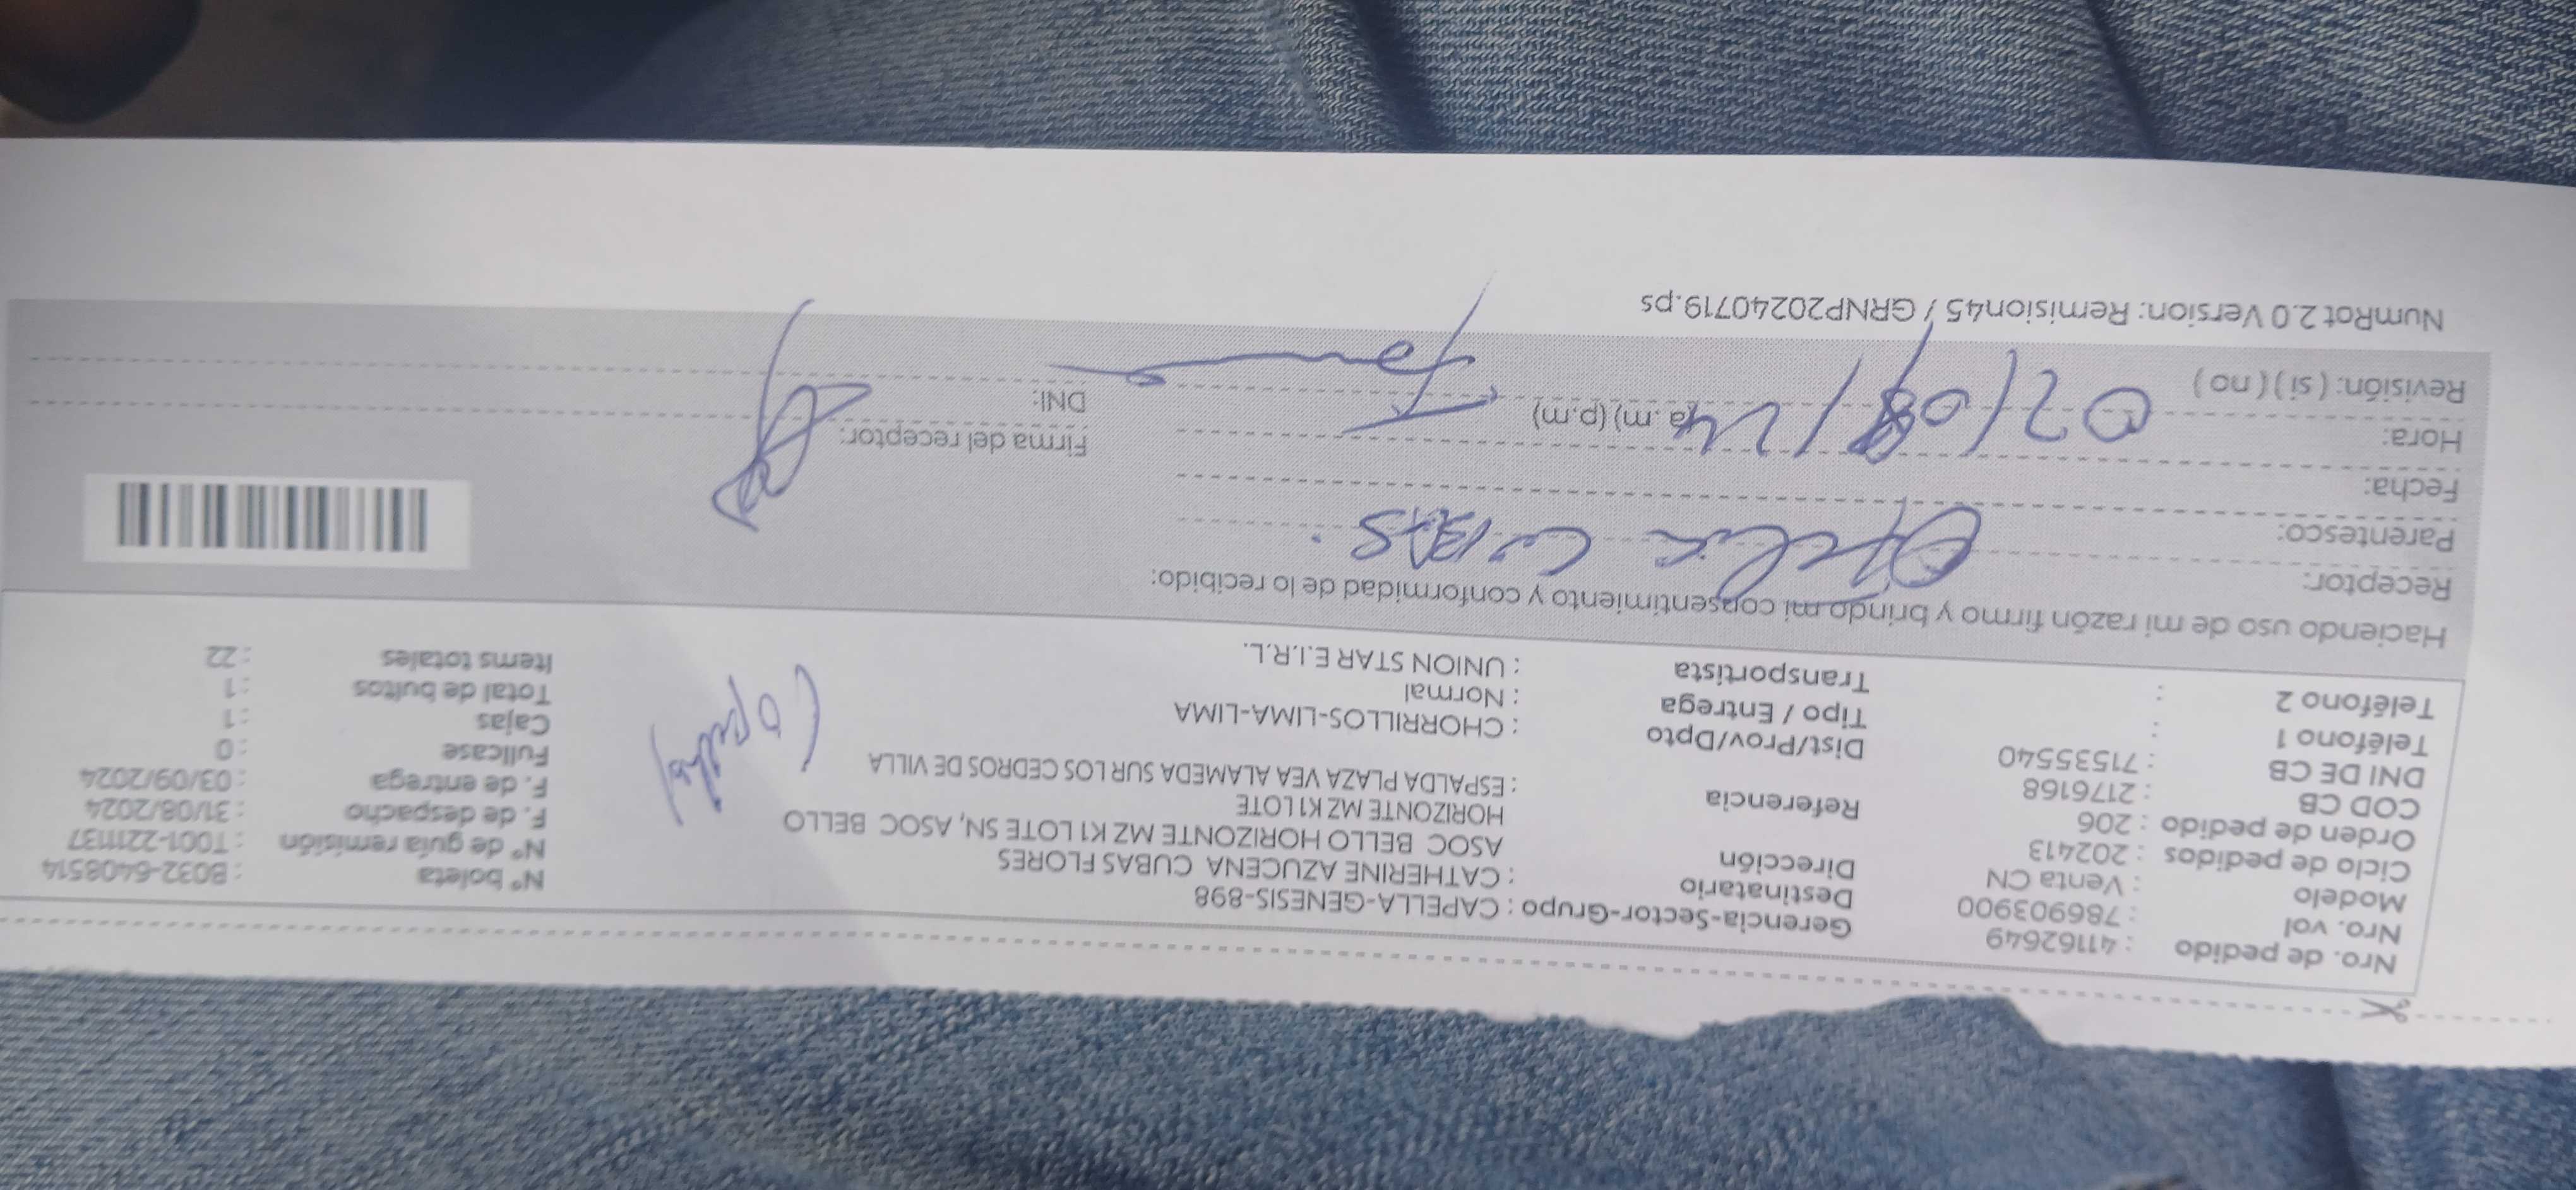 Nro. de pedido : 41162649
Nro. vol : 786903900
Modelo : Venta CN
Ciclo de pedidos : 202413
Orden de pedido : 206
COD CB : 2176168
DNI DE CB : 71535540
Teléfono 1 :
Teléfono 2 :
Gerencia-Sector-Grupo : CAPELLA-GENESIS-898
Destinatario : CATHERINE AZUCENA CUBAS FLORES
Dirección ASOC BELLO HORIZONTE MZ K1 LOTE SN, ASOC BELLO
HORIZONTE MZ K1 LOTE
Referencia : ESPALDA PLAZA VEA ALAMEDA SUR LOS CEDROS DE VILLA
Dist/Prov/Dpto : CHORRILLOS-LIMA-LIMA
Tipo / Entrega : Normal
Transportista : UNION STAR E.I.R.L.
Nº boleta : B032-6408514
Nº de guía remisión : T001-2211137
F. de despacho : 31/08/2024
F. de entrega : 03/09/2024
Fullcase : 0
Cajas : 1
Total de bultos : 1
Items totales : 22
Haciendo uso de mi razón firmo y brindo mi consentimiento y conformidad de lo recibido:
Receptor: Ofelia CUBAS
Parentesco:
Fecha:
Hora: (a.m) (p.m)
Revisión: ( si ) ( no )
Firma del receptor:
DNI:
NumRot 2.0 Version: Remision45 / GRNP20240719.ps